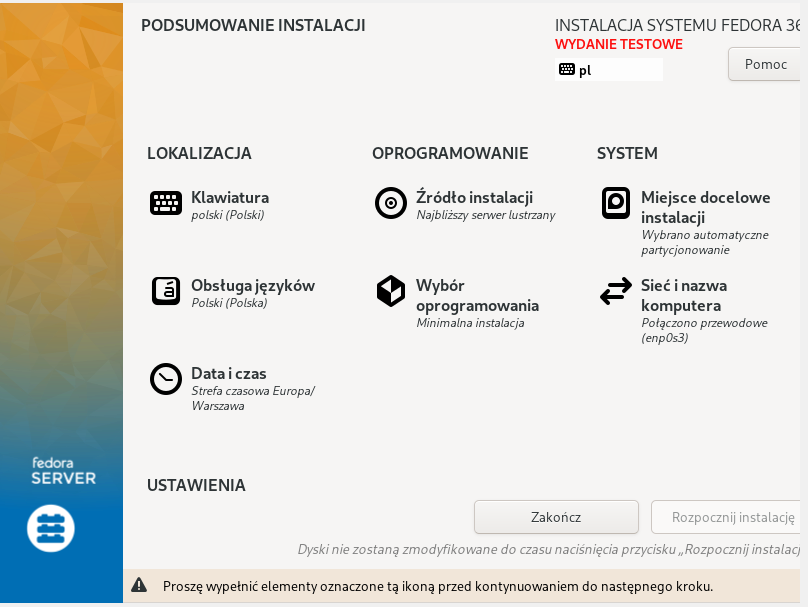 PODSUMOWANIE INSTALACJI
INSTALACJA SYSTEMU FEDORA 36
WYDANIE TESTOWE
pl
Pomoc
LOKALIZACJA
Klawiatura
polski (Polski)
Obsługa języków
Polski (Polska)
Data i czas
Strefa czasowa Europa/
Warszawa
OPROGRAMOWANIE
Źródło instalacji
Najbliższy serwer lustrzany
Wybór
oprogramowania
Minimalna instalacja
SYSTEM
Miejsce docelowe
instalacji
Wybrano automatyczne
partycjonowanie
Sieć i nazwa
komputera
Połączono przewodowe
(enp0s3)
fedora
SERVER
USTAWIENIA
Zakończ
Rozpocznij instalację
Dyski nie zostaną zmodyfikowane do czasu naciśnięcia przycisku „Rozpocznij instalacj
Proszę wypełnić elementy oznaczone tą ikoną przed kontynuowaniem do następnego kroku.